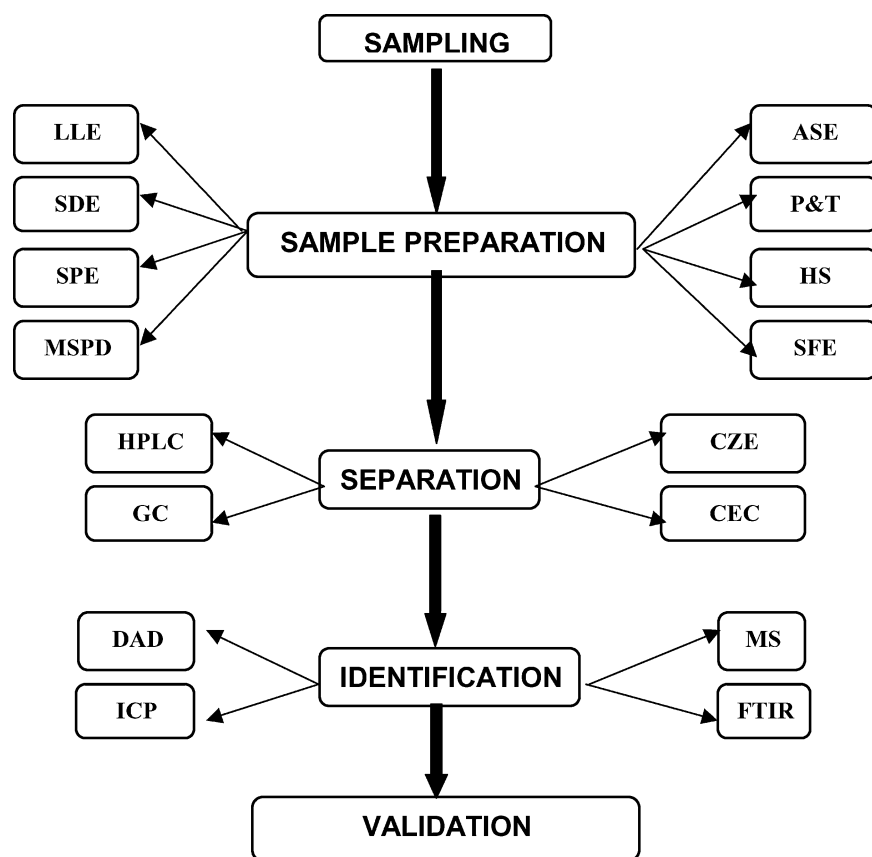 SAMPLING
LLE
ASE
SDE
P&T
SAMPLE PREPARATION
SPE
HS
MSPD
SFE
HPLC
CZE
SEPARATION
GC
CEC
DAD
MS
IDENTIFICATION
ICP
FTIR
VALIDATION